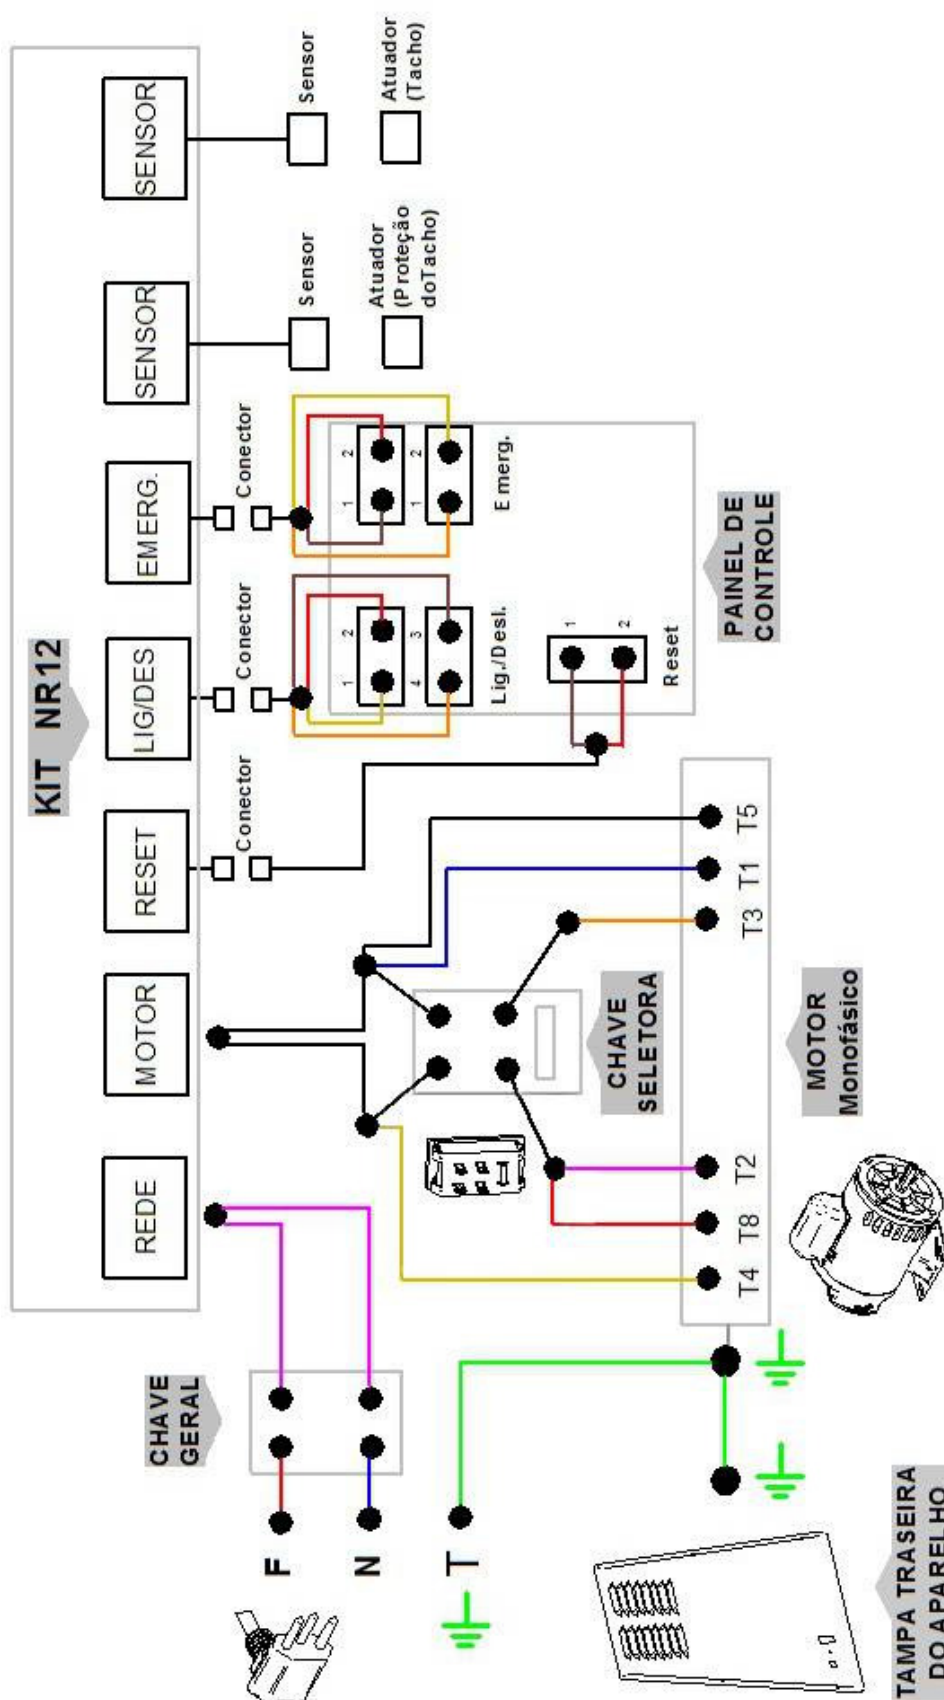 KIT NR12
REDE
MOTOR
RESET
LIG/DES
EMERG.
SENSOR
SENSOR
CHAVE
GERAL
Conector
Conector
Conector
Sensor
Sensor
F
N
T
Atuador
(Proteção
doTacho)
Atuador
(Tacho)
1 2
4 3
Lig./Desl.
1 2
1 2
Emerg.
1
2
Reset
CHAVE
SELETORA
PAINEL DE
CONTROLE
T4 T8 T2 T3 T1 T5
MOTOR
Monofásico
TAMPA TRASEIRA
DO APARELHO